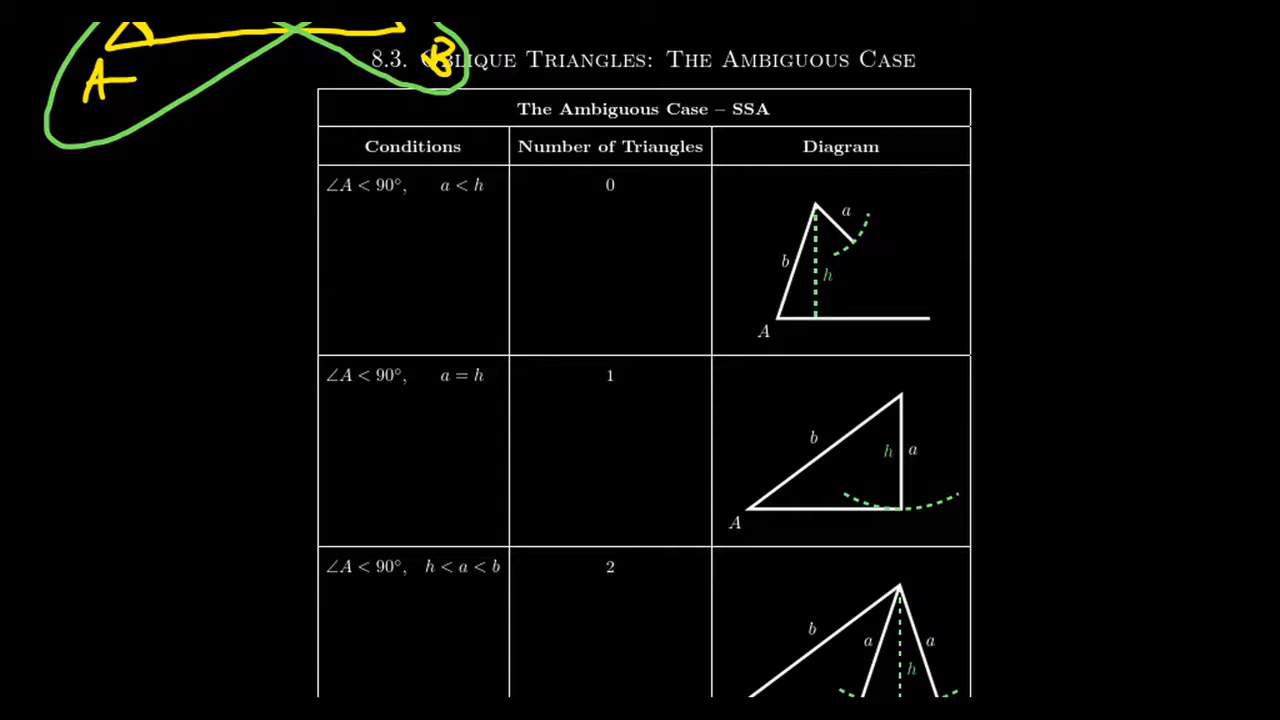 A
B
8.3. OBLIQUE TRIANGLES: THE AMBIGUOUS CASE
The Ambiguous Case – SSA
Conditions Number of Triangles Diagram
∠A < 90°, a < h 0
a
b
h
A
∠A < 90°, a = h 1
b
h a
A
∠A < 90°, h < a < b 2
b
a a
h